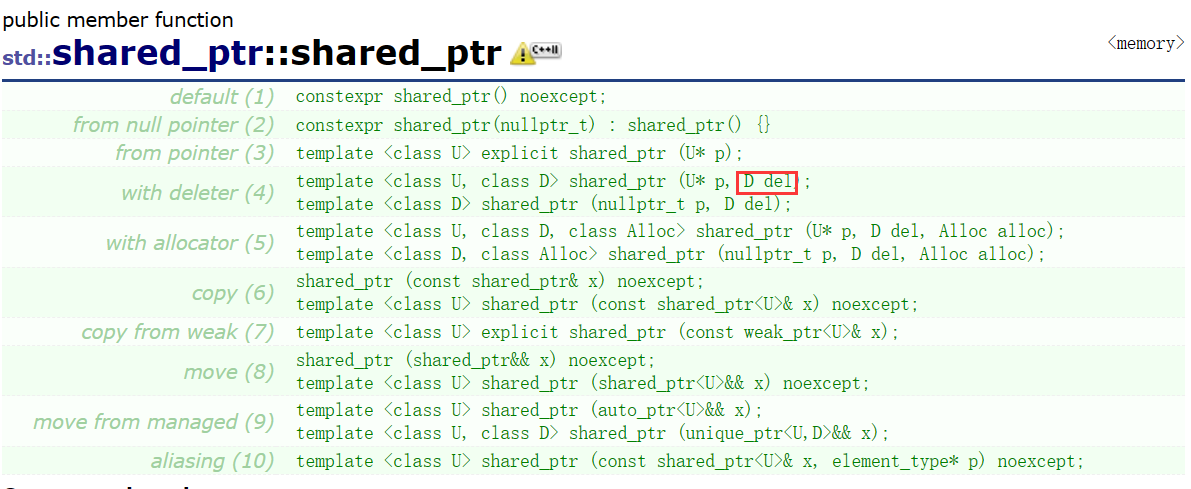 public member function
std::shared_ptr::shared_ptr C++11 <memory>
default (1) constexpr shared_ptr() noexcept;
from null pointer (2) constexpr shared_ptr(nullptr_t) : shared_ptr() {}
from pointer (3) template <class U> explicit shared_ptr (U* p);
with deleter (4) template <class U, class D> shared_ptr (U* p, D del);
template <class D> shared_ptr (nullptr_t p, D del);
with allocator (5) template <class U, class D, class Alloc> shared_ptr (U* p, D del, Alloc alloc);
template <class D, class Alloc> shared_ptr (nullptr_t p, D del, Alloc alloc);
copy (6) shared_ptr (const shared_ptr& x) noexcept;
template <class U> shared_ptr (const shared_ptr<U>& x) noexcept;
copy from weak (7) template <class U> explicit shared_ptr (const weak_ptr<U>& x);
move (8) shared_ptr (shared_ptr&& x) noexcept;
template <class U> shared_ptr (shared_ptr<U>&& x) noexcept;
move from managed (9) template <class U> shared_ptr (auto_ptr<U>&& x);
template <class U, class D> shared_ptr (unique_ptr<U,D>&& x);
aliasing (10) template <class U> shared_ptr (const shared_ptr<U>& x, element_type* p) noexcept;